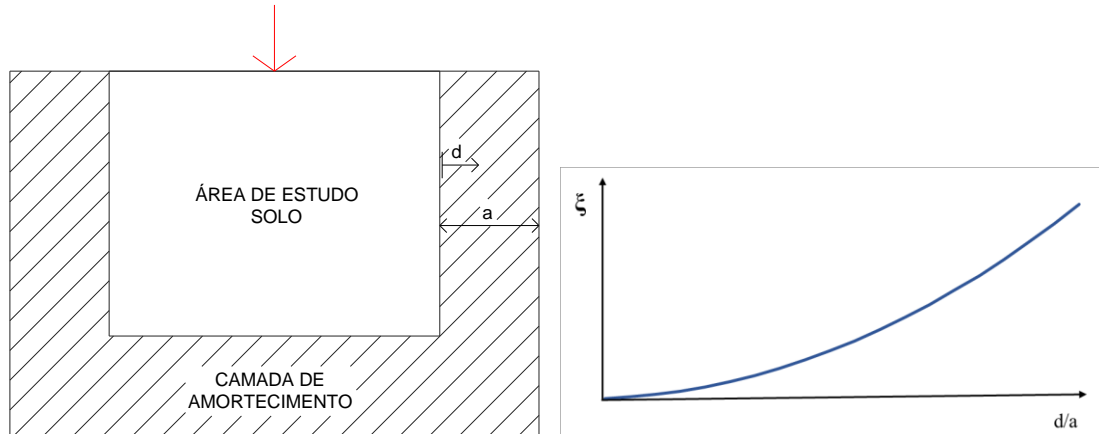 d
ÁREA DE ESTUDO
SOLO
a
CAMADA DE
AMORTECIMENTO
ξ
d/a